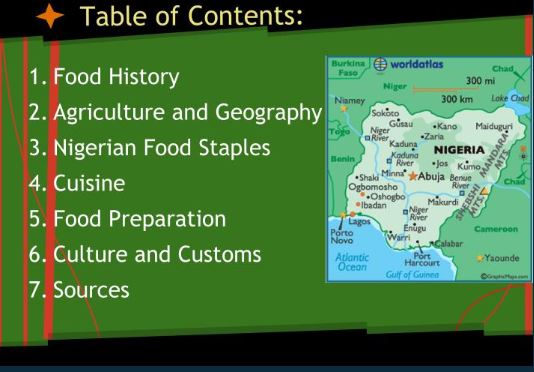 Table of Contents:
1. Food History
2. Agriculture and Geography
3. Nigerian Food Staples
4. Cuisine
5. Food Preparation
6. Culture and Customs
7. Sources
Burkina
Faso
worldatlas
Chad
Niger
300 mi
300 km
Lake Chad
Niamey
Sokoto
Gusau
Kano
Maiduguri
Togo
Niger
River
Zaria
Kaduna
NIGERIA
Benin
Kaduna
River
Jos
Kumo
MANDARA
MTS.
Shaki
Minna
Abuja
Benue
River
Chad
Ogbomosho
Oshogbo
Ibadan
Makurdi
SHEBSHI
MTS.
Lagos
Niger
River
Enugu
Cameroon
Porto
Novo
Warri
Calabar
Port
Harcourt
Yaounde
Atlantic
Ocean
Gulf of Guinea
©GraphicMaps.com